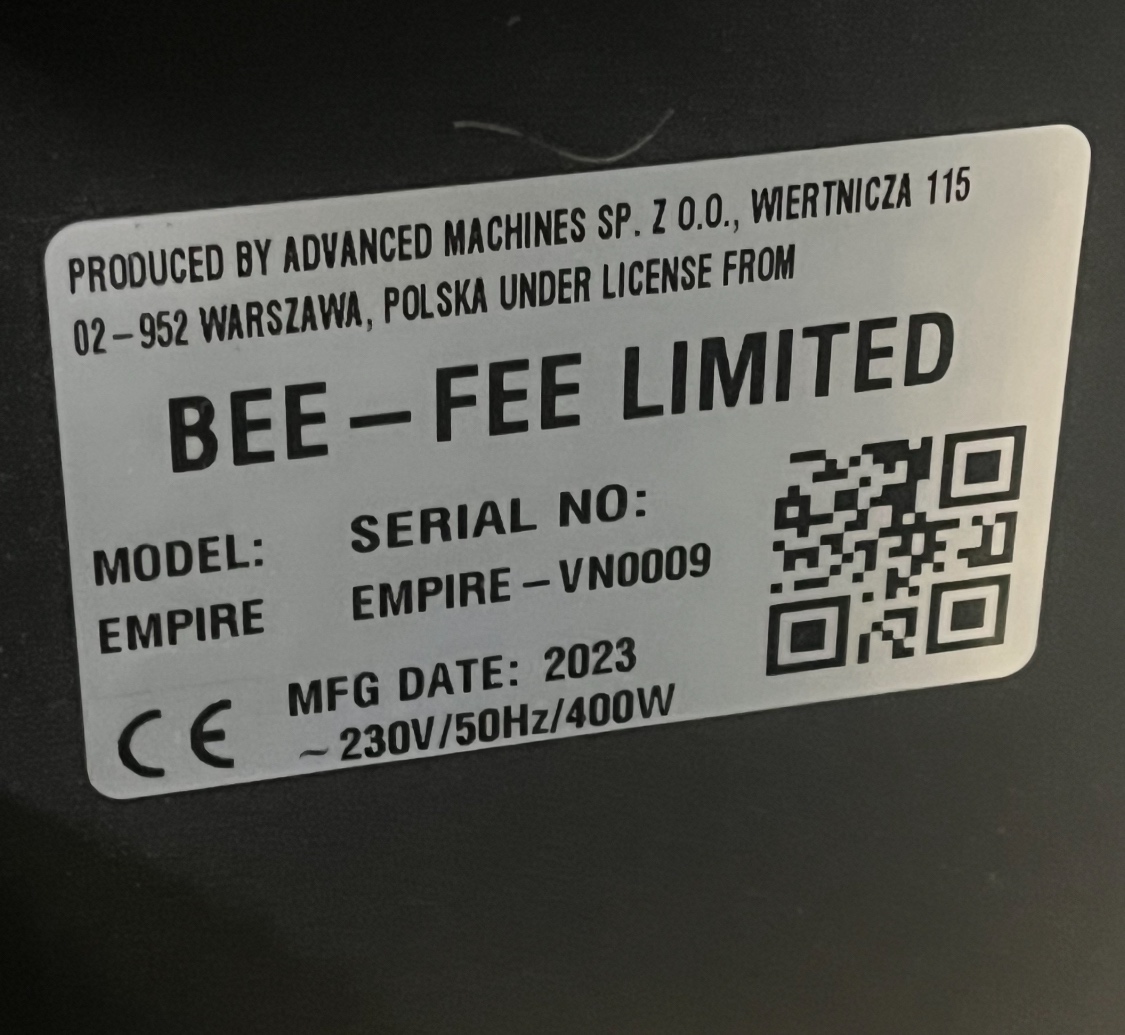 PRODUCED BY ADVANCED MACHINES SP. Z O.O., WIERTNICZA 115
02-952 WARSZAWA, POLSKA UNDER LICENSE FROM
BEE-FEE LIMITED
MODEL:
EMPIRE
SERIAL NO:
EMPIRE-VN0009
MFG DATE: 2023
~230V/50Hz/400W
CE